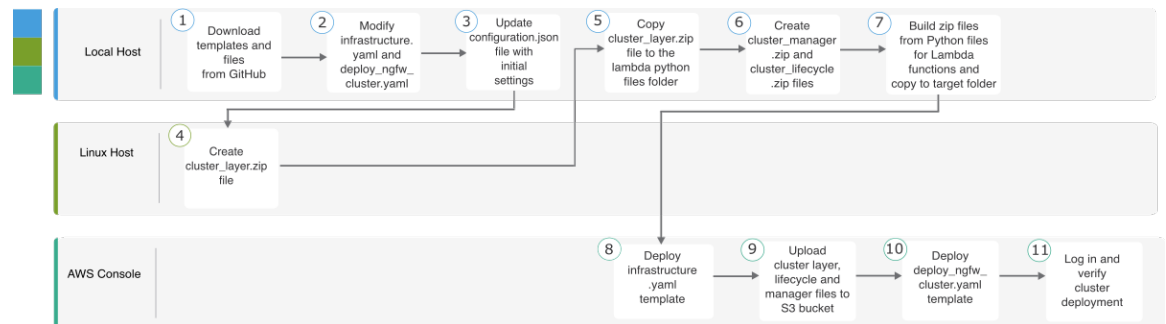 Local Host
1
Download
templates and
files
from GitHub
2
Modify
infrastructure.
yaml and
deploy_ngfw_
cluster.yaml
3
Update
configuration.json
file with
initial
settings
5
Copy
cluster_layer.zip
file to the
lambda python
files folder
6
Create
cluster_manager
.zip and
cluster_lifecycle
.zip files
7
Build zip files
from Python files
for Lambda
functions and
copy to target folder
Linux Host
4
Create
cluster_layer.zip
file
AWS Console
8
Deploy
infrastructure
.yaml
template
9
Upload
cluster layer,
lifecycle and
manager files to
S3 bucket
10
Deploy
deploy_ngfw_
cluster.yaml
template
11
Log in and
verify
cluster
deployment